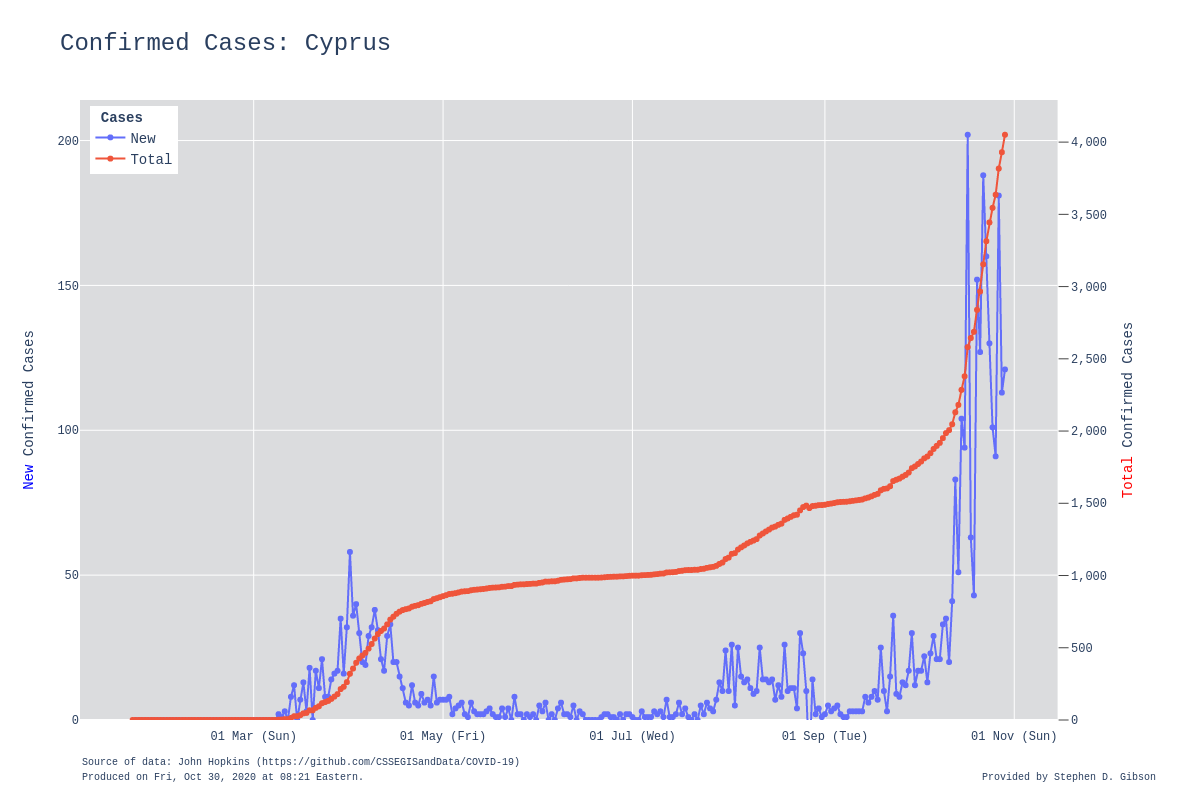 Confirmed Cases: Cyprus
Cases
New
Total
200
150
100
50
0
4,000
3,500
3,000
2,500
2,000
1,500
1,000
500
0
New Confirmed Cases
Total Confirmed Cases
01 Mar (Sun)
01 May (Fri)
01 Jul (Wed)
01 Sep (Tue)
01 Nov (Sun)
Source of data: John Hopkins (https://github.com/CSSEGISandData/COVID-19)
Produced on Fri, Oct 30, 2020 at 08:21 Eastern.
Provided by Stephen D. Gibson